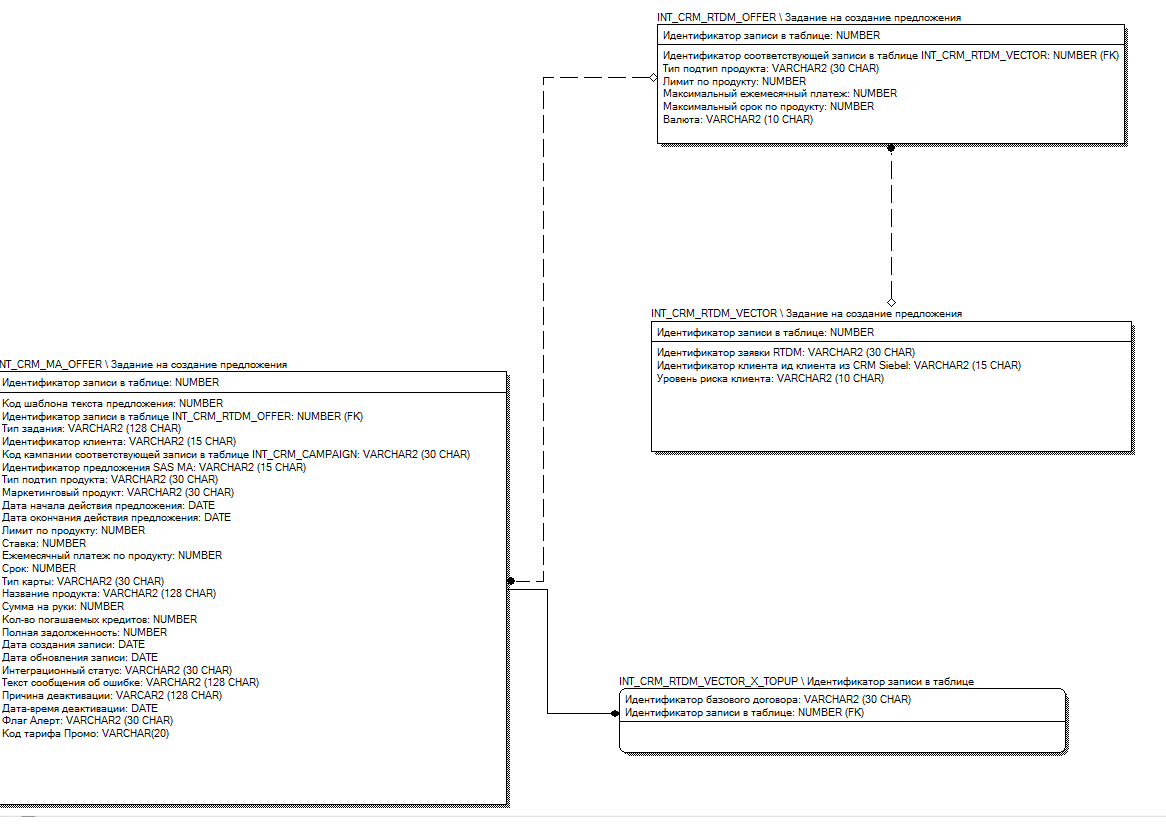 INT_CRM_RTDM_OFFER \ Задание на создание предложения
Идентификатор записи в таблице: NUMBER
Идентификатор соответствующей записи в таблице INT_CRM_RTDM_VECTOR: NUMBER (FK)
Тип подтип продукта: VARCHAR2 (30 CHAR)
Лимит по продукту: NUMBER
Максимальный ежемесячный платеж: NUMBER
Максимальный срок по продукту: NUMBER
Валюта: VARCHAR2 (10 CHAR)
INT_CRM_RTDM_VECTOR \ Задание на создание предложения
Идентификатор записи в таблице: NUMBER
Идентификатор заявки RTDM: VARCHAR2 (30 CHAR)
Идентификатор клиента ид клиента из CRM Siebel: VARCHAR2 (15 CHAR)
Уровень риска клиента: VARCHAR2 (10 CHAR)
NT_CRM_MA_OFFER \ Задание на создание предложения
Идентификатор записи в таблице: NUMBER
Код шаблона текста предложения: NUMBER
Идентификатор записи в таблице INT_CRM_RTDM_OFFER: NUMBER (FK)
Тип задания: VARCHAR2 (128 CHAR)
Идентификатор клиента: VARCHAR2 (15 CHAR)
Код кампании соответствующей записи в таблице INT_CRM_CAMPAIGN: VARCHAR2 (30 CHAR)
Идентификатор предложения SAS MA: VARCHAR2 (15 CHAR)
Тип подтип продукта: VARCHAR2 (30 CHAR)
Маркетинговый продукт: VARCHAR2 (30 CHAR)
Дата начала действия предложения: DATE
Дата окончания действия предложения: DATE
Лимит по продукту: NUMBER
Ставка: NUMBER
Ежемесячный платеж по продукту: NUMBER
Срок: NUMBER
Тип карты: VARCHAR2 (30 CHAR)
Название продукта: VARCHAR2 (128 CHAR)
Сумма на руки: NUMBER
Кол-во погашаемых кредитов: NUMBER
Полная задолженность: NUMBER
Дата создания записи: DATE
Дата обновления записи: DATE
Интеграционный статус: VARCHAR2 (30 CHAR)
Текст сообщения об ошибке: VARCHAR2 (128 CHAR)
Причина деактивации: VARCAR2 (128 CHAR)
Дата-время деактивации: DATE
Флаг Алерт: VARCHAR2 (30 CHAR)
Код тарифа Промо: VARCHAR(20)
INT_CRM_RTDM_VECTOR_X_TOPUP \ Идентификатор записи в таблице
Идентификатор базового договора: VARCHAR2 (30 CHAR)
Идентификатор записи в таблице: NUMBER (FK)